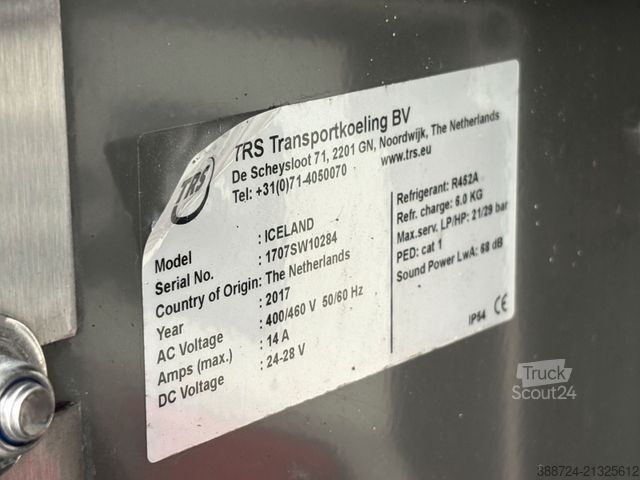 TRS
TRS Transportkoeling BV
De Scheysloot 71, 2201 GN, Noordwijk, The Netherlands
Tel: +31(0)71-4050070
www.trs.eu
Model : ICELAND
Serial No. : 1707SW10284
Country of Origin: The Netherlands
Year : 2017
AC Voltage : 400/460 V 50/60 Hz
Amps (max.) : 14 A
DC Voltage : 24-28 V
Refrigerant: R452A
Refr. charge: 6.0 KG
Max.serv. LP/HP: 21/29 bar
PED: cat 1
Sound Power LwA: 68 dB
IP54 CE
Truck
Scout24
388724-21325612